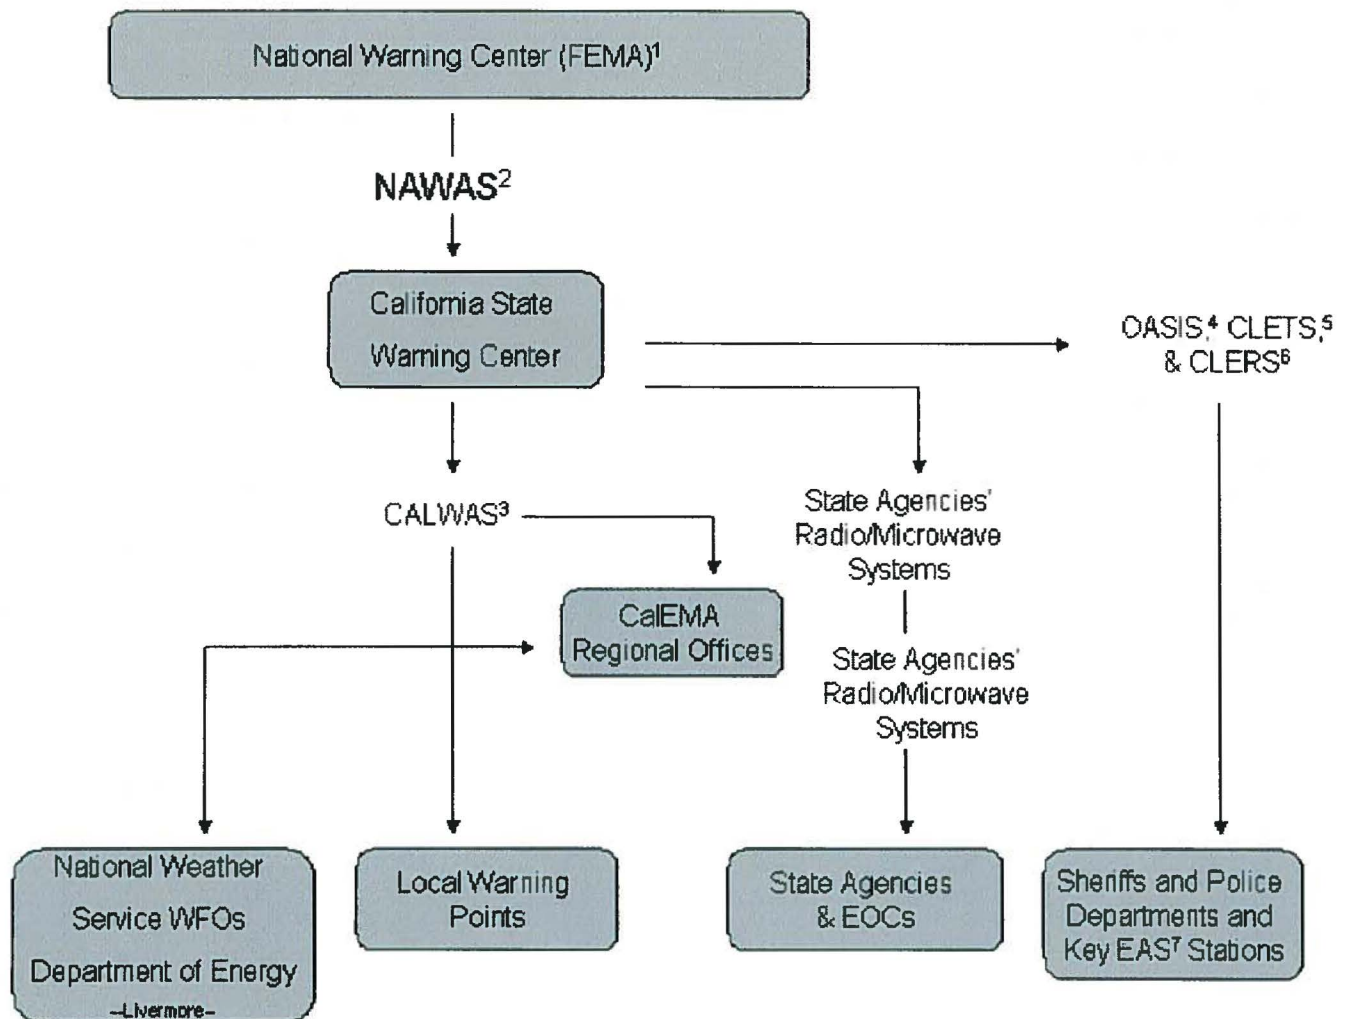 National Warning Center (FEMA)¹
NAWAS²
California State
Warning Center
OASIS,⁴ CLETS,⁵
& CLERS⁶
CALWAS³
State Agencies'
Radio/Microwave
Systems
CalEMA
Regional Offices
State Agencies'
Radio/Microwave
Systems
National Weather
Service WFOs
Department of Energy
--Livermore--
Local Warning
Points
State Agencies
& EOCs
Sheriffs and Police
Departments and
Key EAS⁷ Stations